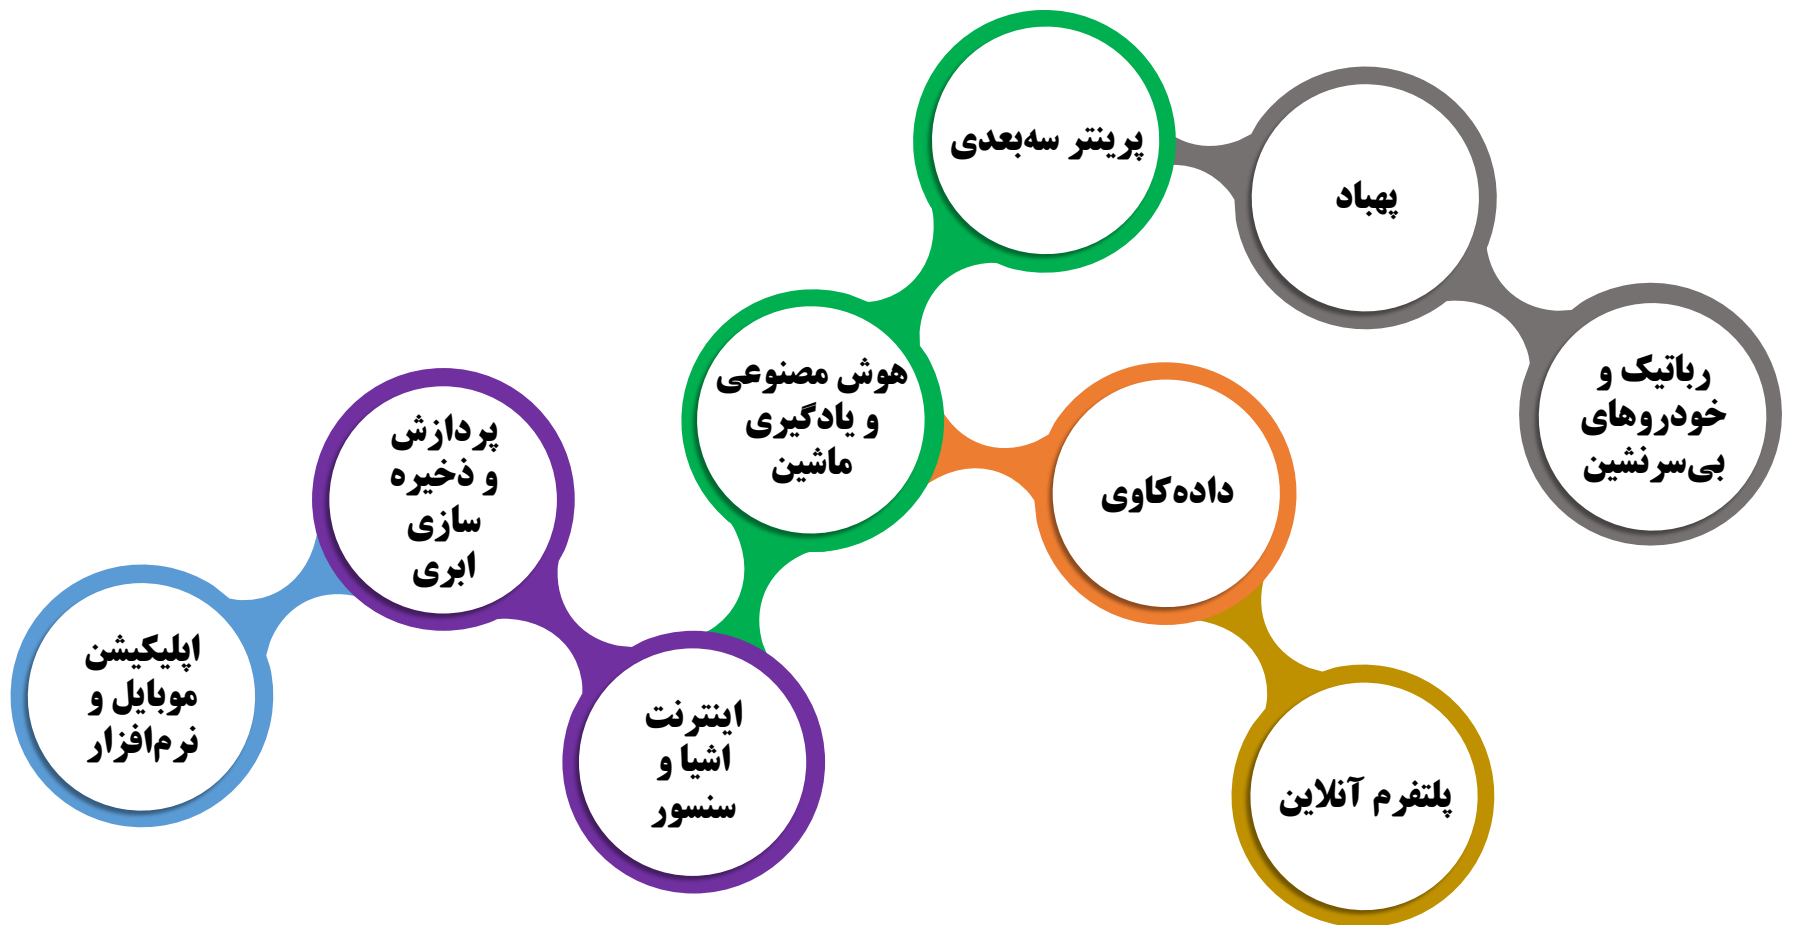 پرینتر سه‌بعدی
پهباد
رباتیک و
خودروهای
بی‌سرنشین
هوش مصنوعی
و یادگیری
ماشین
داده‌کاوی
پردازش
و ذخیره
سازی
ابری
اپلیکیشن
موبایل و
نرم‌افزار
اینترنت
اشیا و
سنسور
پلتفرم آنلاین